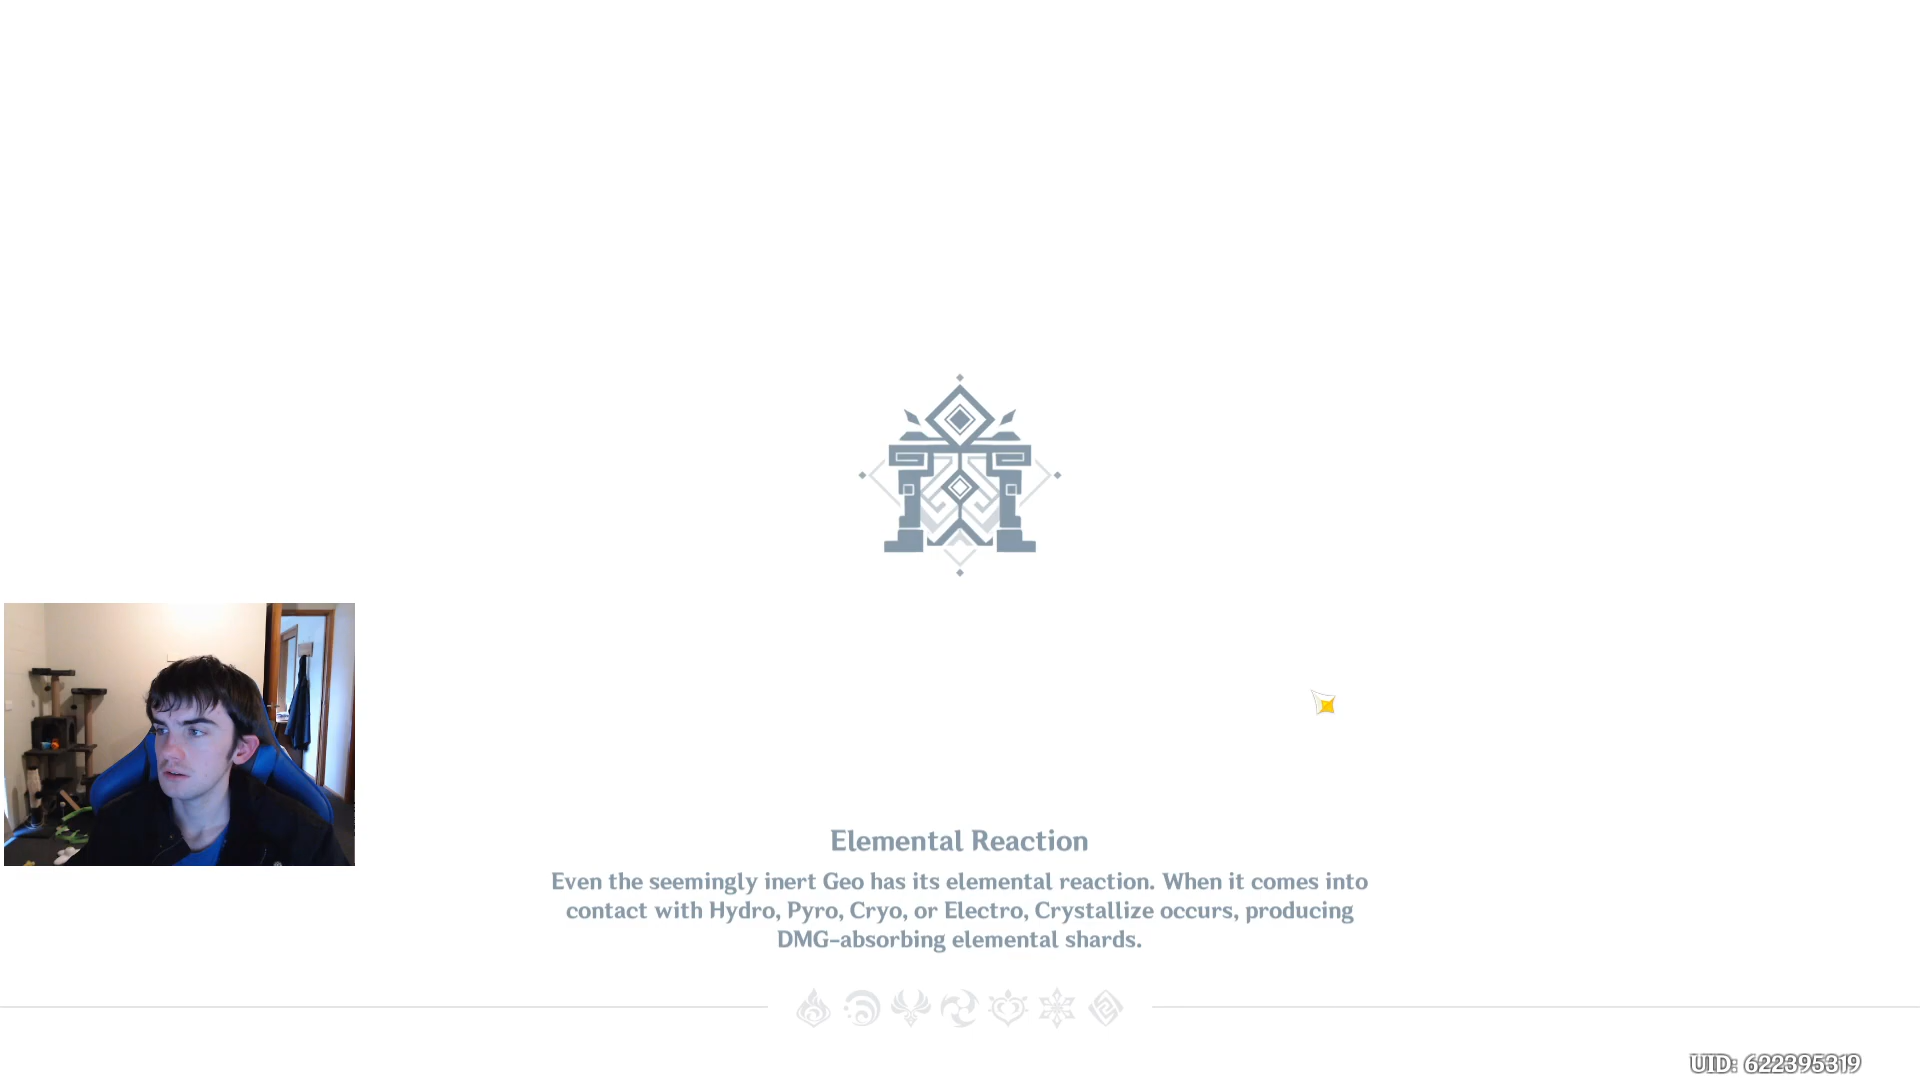 Elemental Reaction
Even the seemingly inert Geo has its elemental reaction. When it comes into
contact with Hydro, Pyro, Cryo, or Electro, Crystallize occurs, producing
DMG-absorbing elemental shards.
UID: 622395319